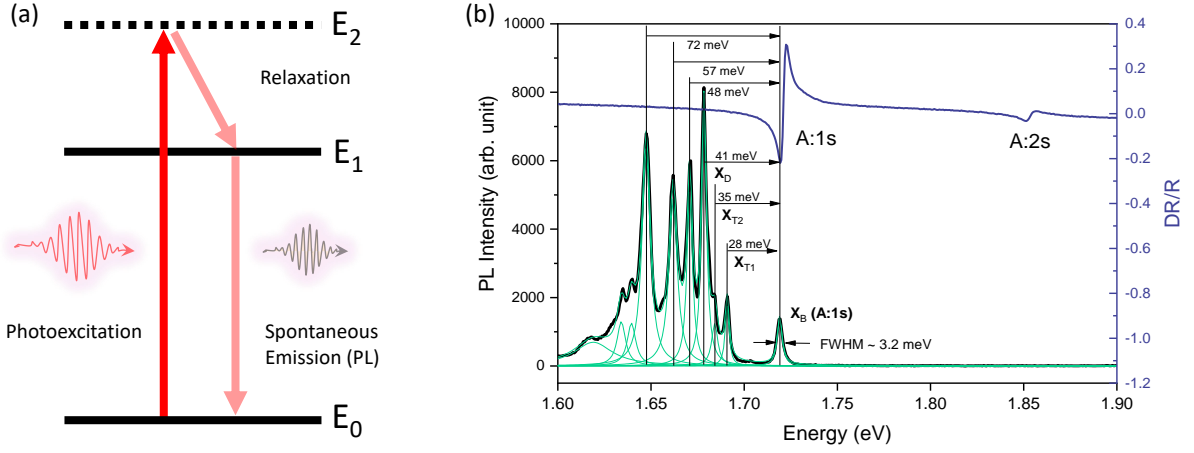 (a)
E2
Relaxation
E1
Photoexcitation
Spontaneous
Emission (PL)
E0
(b)
10000
8000
6000
4000
2000
0
PL Intensity (arb. unit)
72 meV
57 meV
48 meV
41 meV
XD
35 meV
XT2
28 meV
XT1
XB (A:1s)
FWHM ~ 3.2 meV
A:1s
A:2s
0.4
0.2
0.0
-0.2
-0.4
-0.6
-0.8
-1.0
-1.2
DR/R
1.60
1.65
1.70
1.75
1.80
1.85
1.90
Energy (eV)